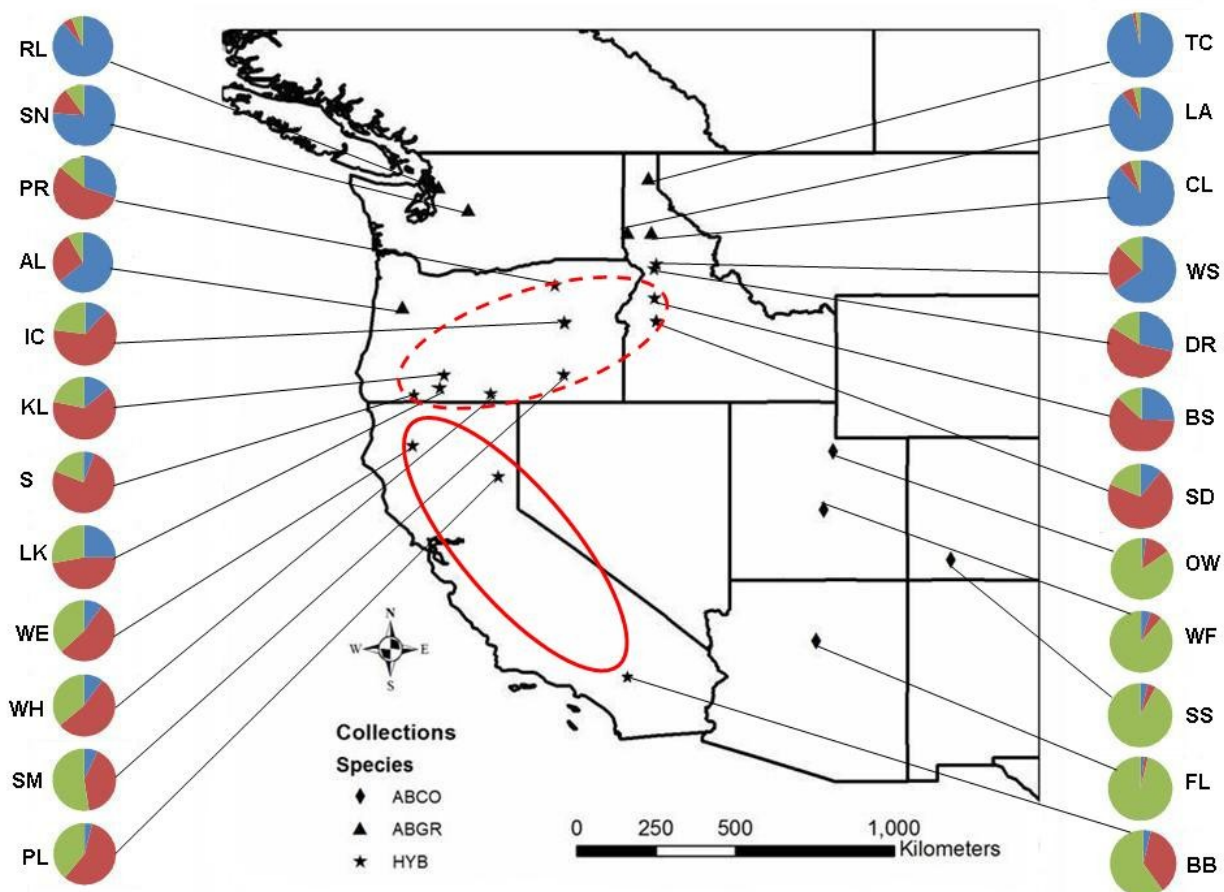 RL
SN
PR
AL
IC
KL
S
LK
WE
WH
SM
PL
TC
LA
CL
WS
DR
BS
SD
OW
WF
SS
FL
BB
N
W E
S
Collections
Species
ABCO
ABGR
HYB
0 250 500 1,000
Kilometers